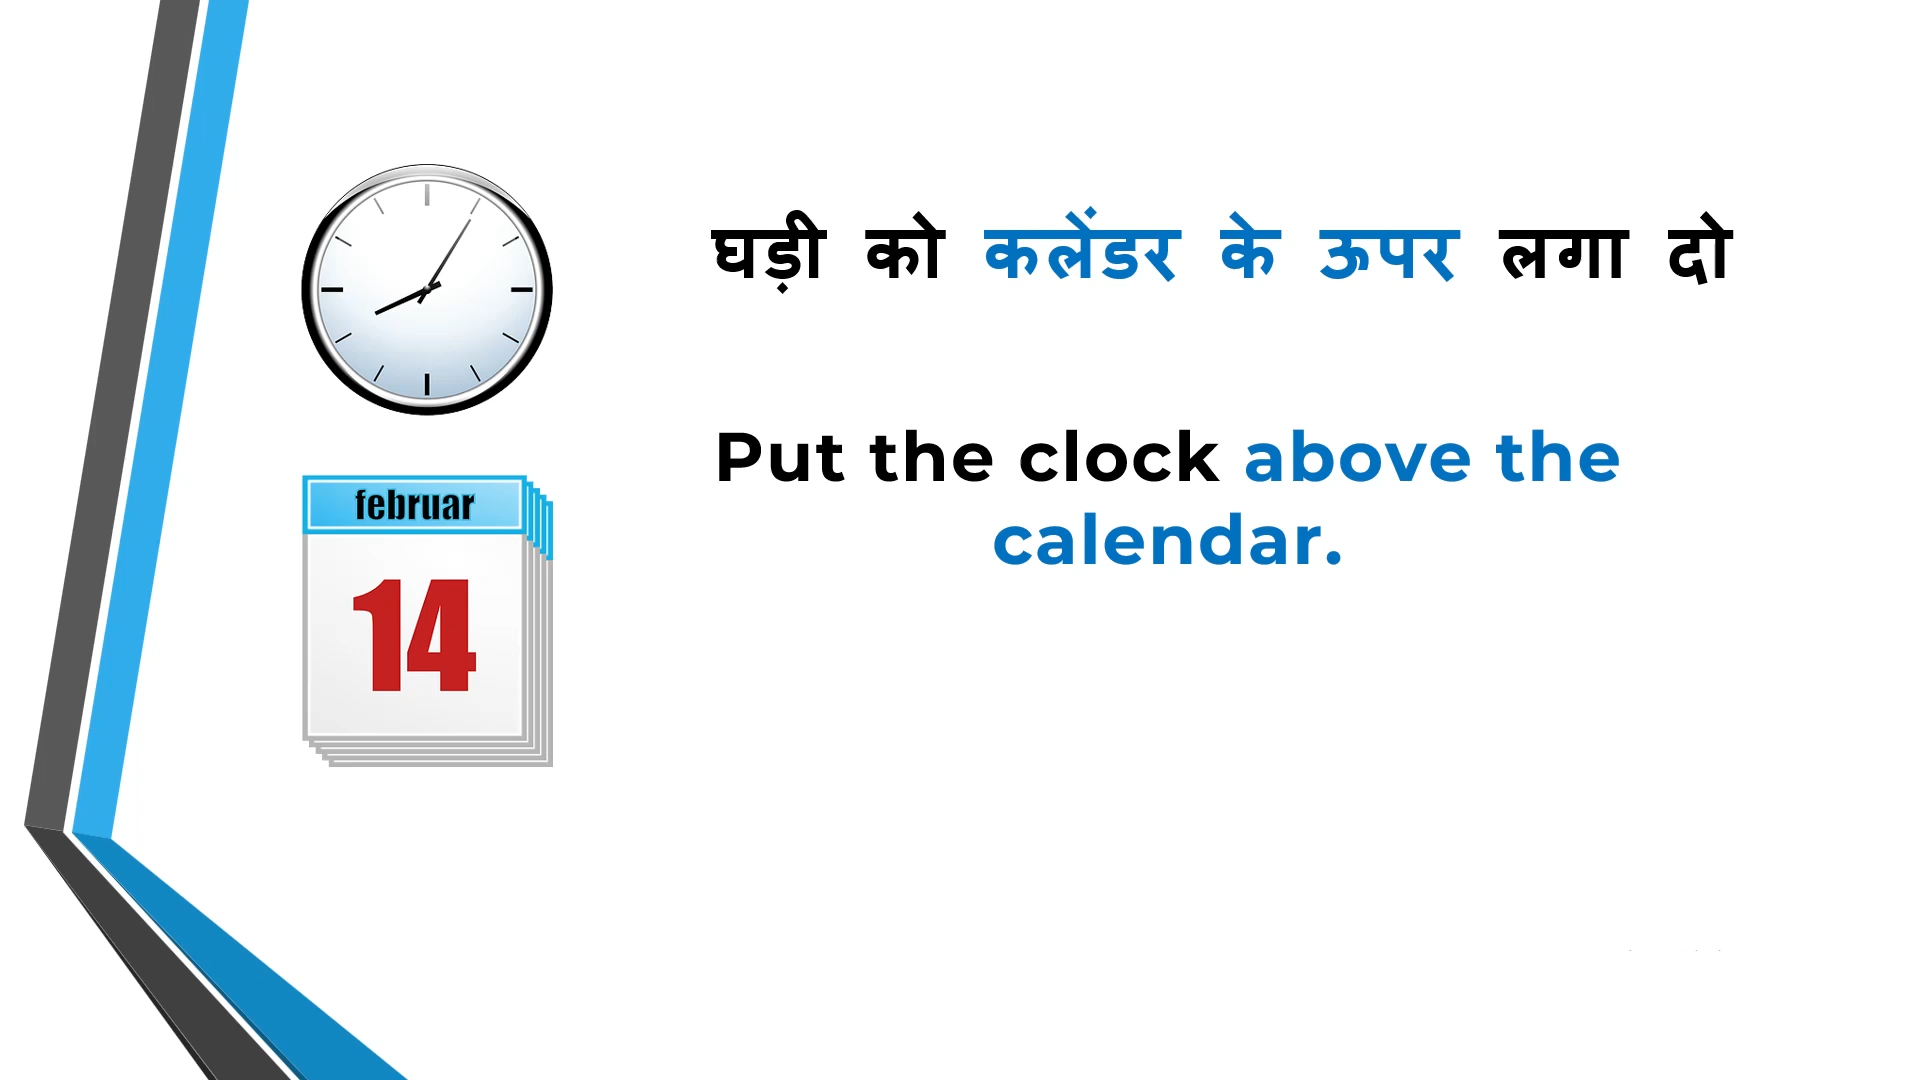 घड़ी को कलेंडर के ऊपर लगा दो
Put the clock above the
calendar.
februar
14